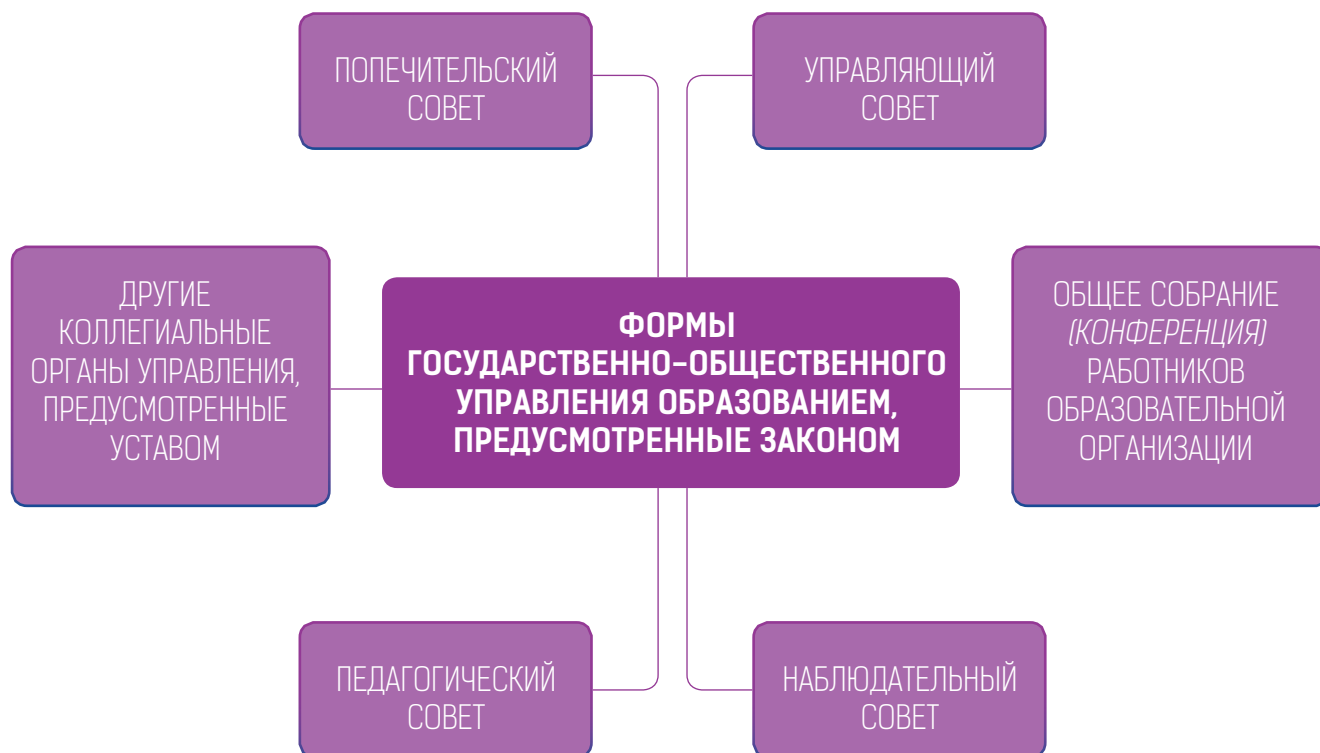 ПОПЕЧИТЕЛЬСКИЙ
СОВЕТ
УПРАВЛЯЮЩИЙ
СОВЕТ
ДРУГИЕ
КОЛЛЕГИАЛЬНЫЕ
ОРГАНЫ УПРАВЛЕНИЯ,
ПРЕДУСМОТРЕННЫЕ
УСТАВОМ
ФОРМЫ
ГОСУДАРСТВЕННО-ОБЩЕСТВЕННОГО
УПРАВЛЕНИЯ ОБРАЗОВАНИЕМ,
ПРЕДУСМОТРЕННЫЕ ЗАКОНОМ
ОБЩЕЕ СОБРАНИЕ
(КОНФЕРЕНЦИЯ)
РАБОТНИКОВ
ОБРАЗОВАТЕЛЬНОЙ
ОРГАНИЗАЦИИ
ПЕДАГОГИЧЕСКИЙ
СОВЕТ
НАБЛЮДАТЕЛЬНЫЙ
СОВЕТ